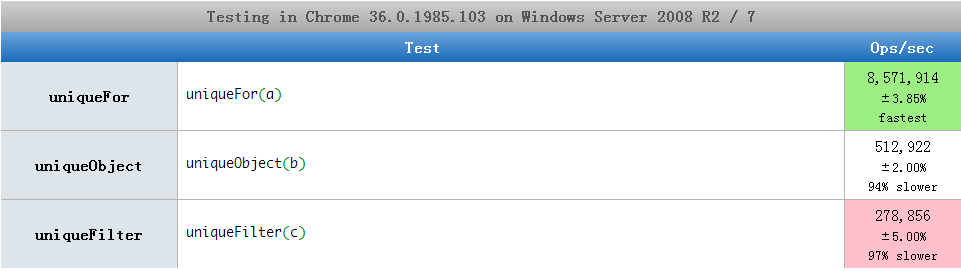 Testing in Chrome 36.0.1985.103 on Windows Server 2008 R2 / 7
Test Ops/sec
uniqueFor uniqueFor(a) 8,571,914
±3.85%
fastest
uniqueObject uniqueObject(b) 512,922
±2.00%
94% slower
uniqueFilter uniqueFilter(c) 278,856
±5.00%
97% slower